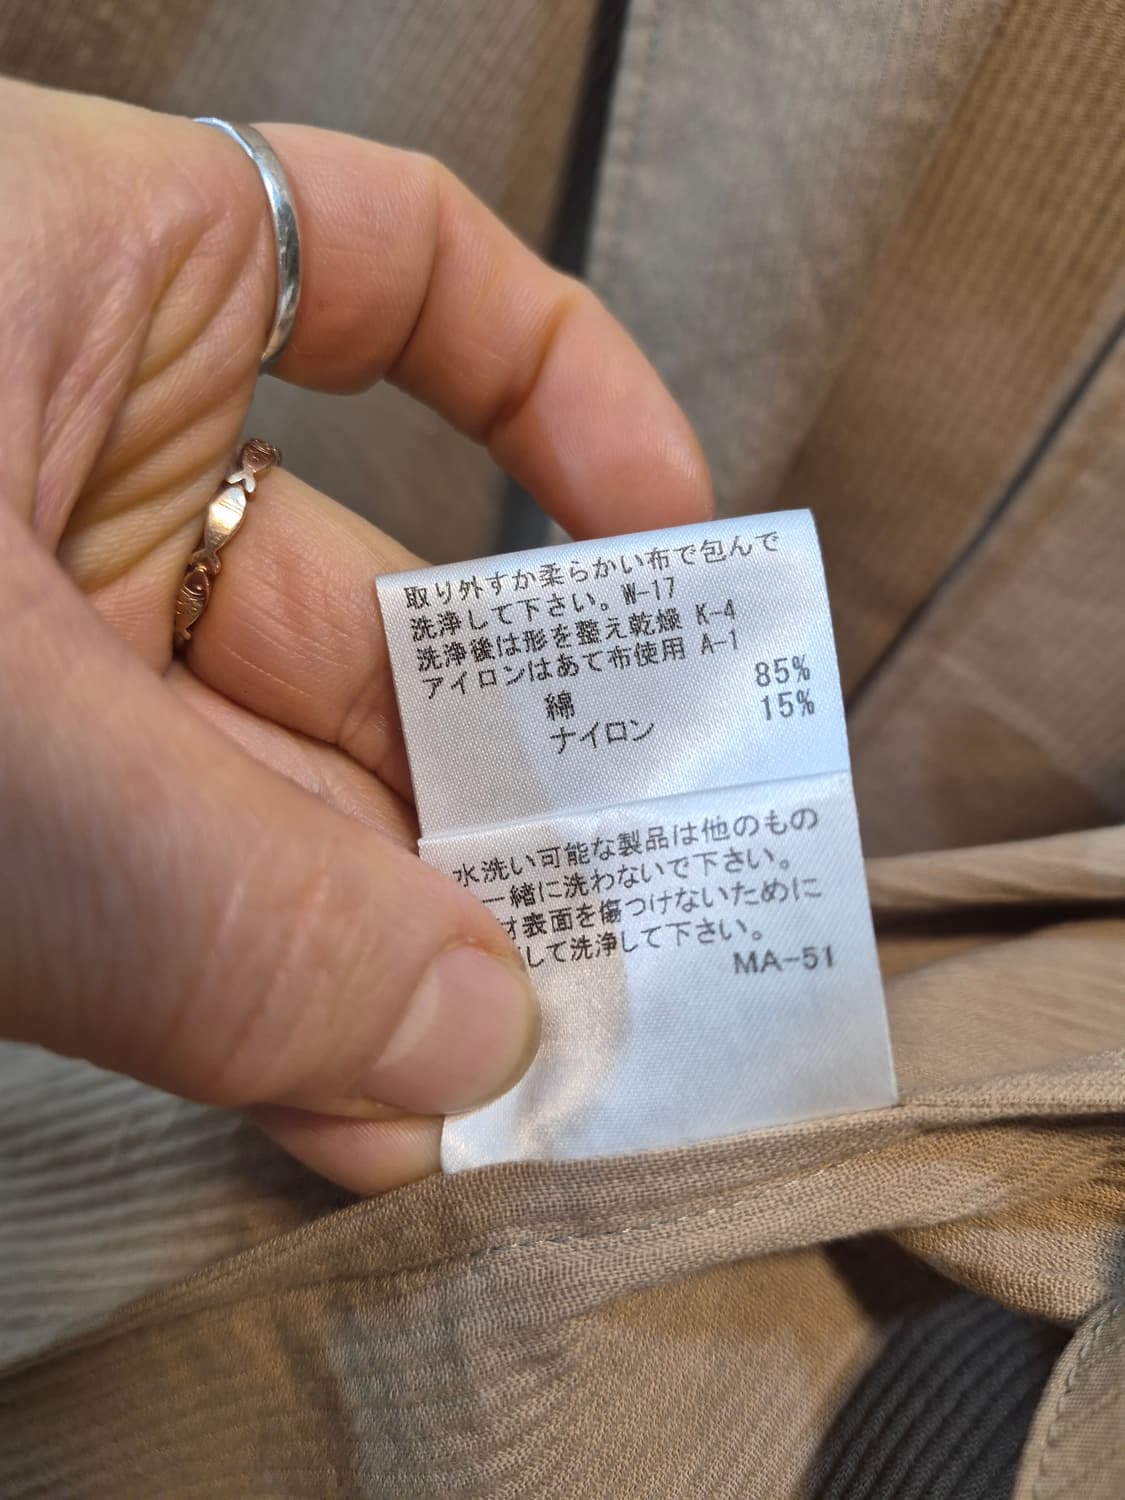 取り外すか柔らかい布で包んで
洗浄して下さい。W-17
洗浄後は形を整え乾燥 K-4
アイロンはあて布使用 A-1
綿 85%
ナイロン 15%
水洗い可能な製品は他のもの
一緒に洗わないで下さい。
材表面を傷つけないために
して洗浄して下さい。
MA-51